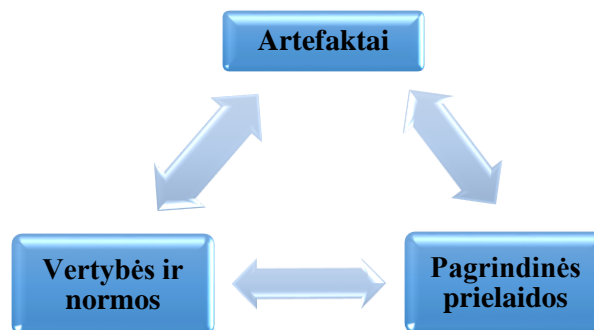 Artefaktai
Vertybės ir
normos
Pagrindinės
prielaidos